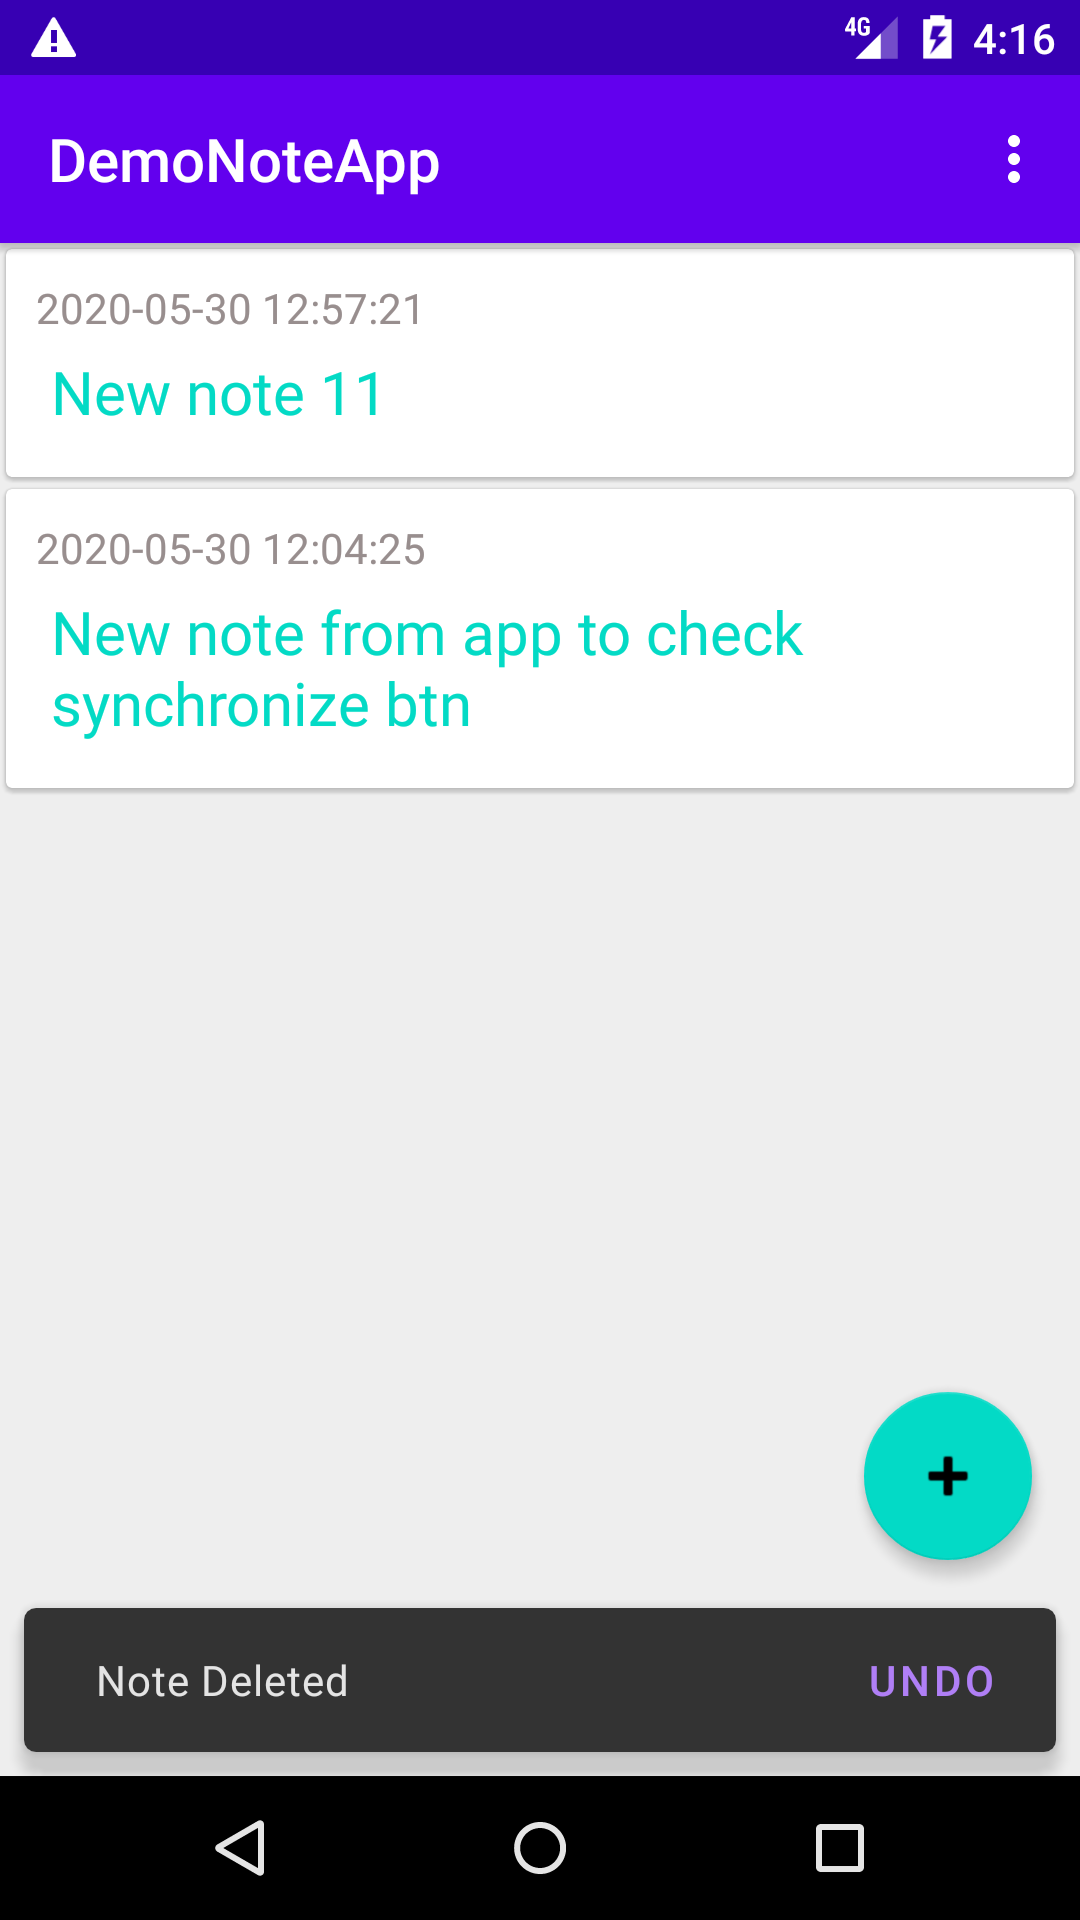 4G 4:16
DemoNoteApp
2020-05-30 12:57:21
New note 11
2020-05-30 12:04:25
New note from app to check
synchronize btn
Note Deleted UNDO